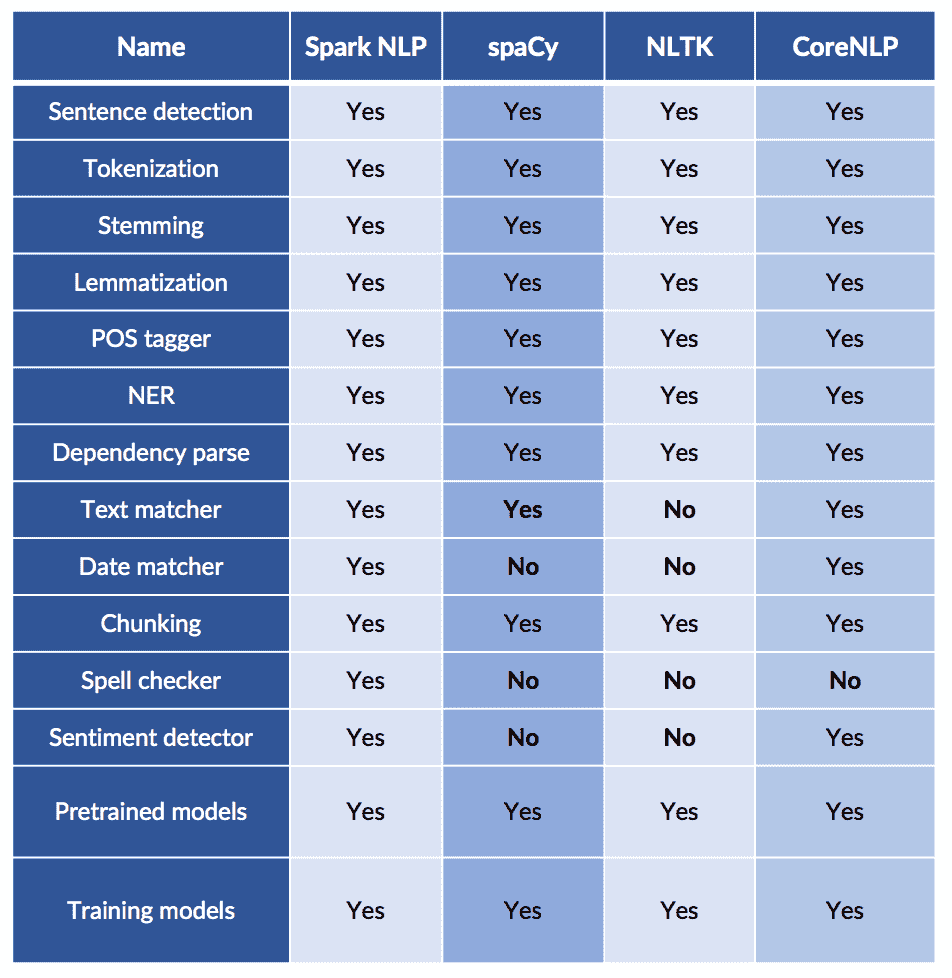 Name Spark NLP spaCy NLTK CoreNLP
Sentence detection Yes Yes Yes Yes
Tokenization Yes Yes Yes Yes
Stemming Yes Yes Yes Yes
Lemmatization Yes Yes Yes Yes
POS tagger Yes Yes Yes Yes
NER Yes Yes Yes Yes
Dependency parse Yes Yes Yes Yes
Text matcher Yes Yes No Yes
Date matcher Yes No No Yes
Chunking Yes Yes Yes Yes
Spell checker Yes No No No
Sentiment detector Yes No No Yes
Pretrained models Yes Yes Yes Yes
Training models Yes Yes Yes Yes